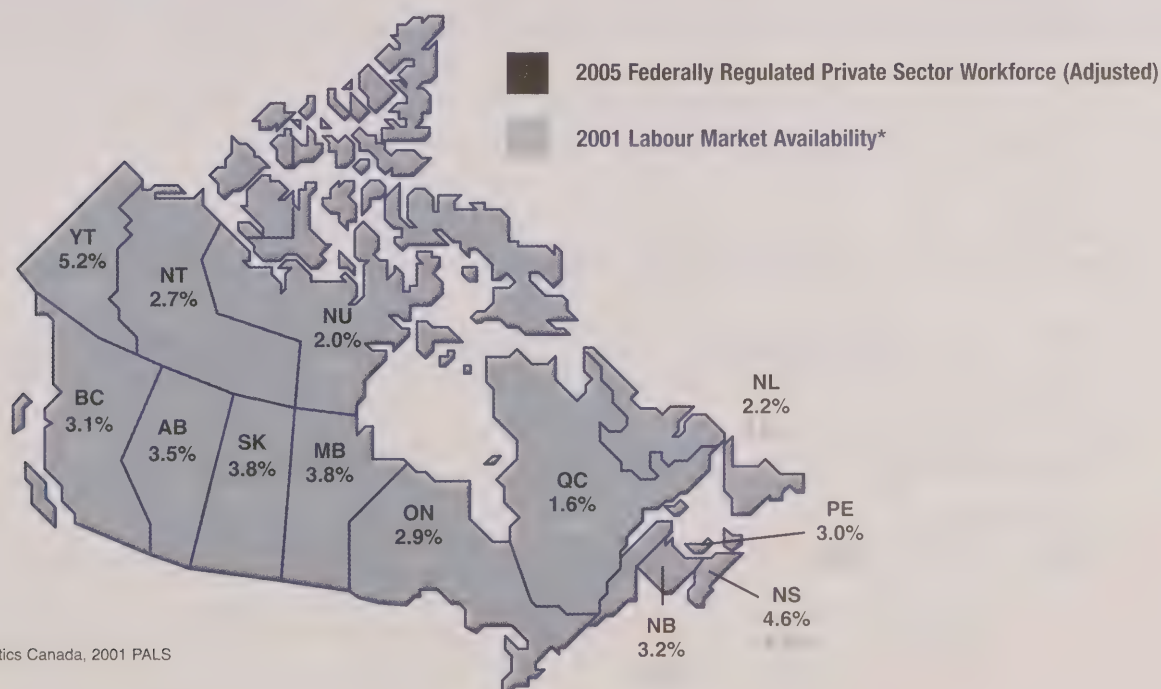 2005 Federally Regulated Private Sector Workforce (Adjusted)
2001 Labour Market Availability*
YT
5.2%
NT
2.7%
NU
2.0%
BC
3.1%
AB
3.5%
SK
3.8%
MB
3.8%
ON
2.9%
QC
1.6%
NL
2.2%
PE
3.0%
NS
4.6%
NB
3.2%
Canada, 2001 PALS